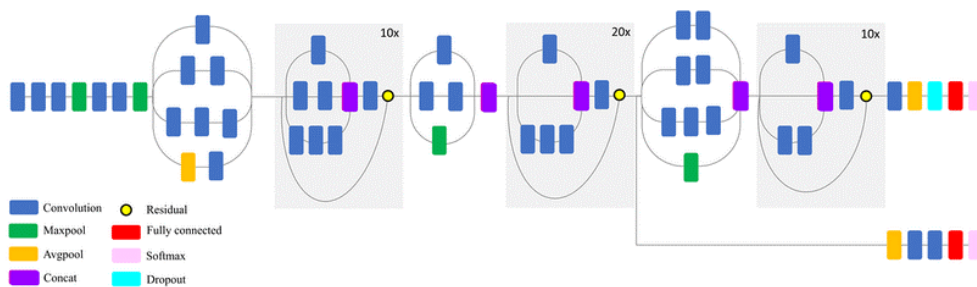 10x
20x
10x
Convolution
Residual
Maxpool
Fully connected
Avgpool
Softmax
Concat
Dropout